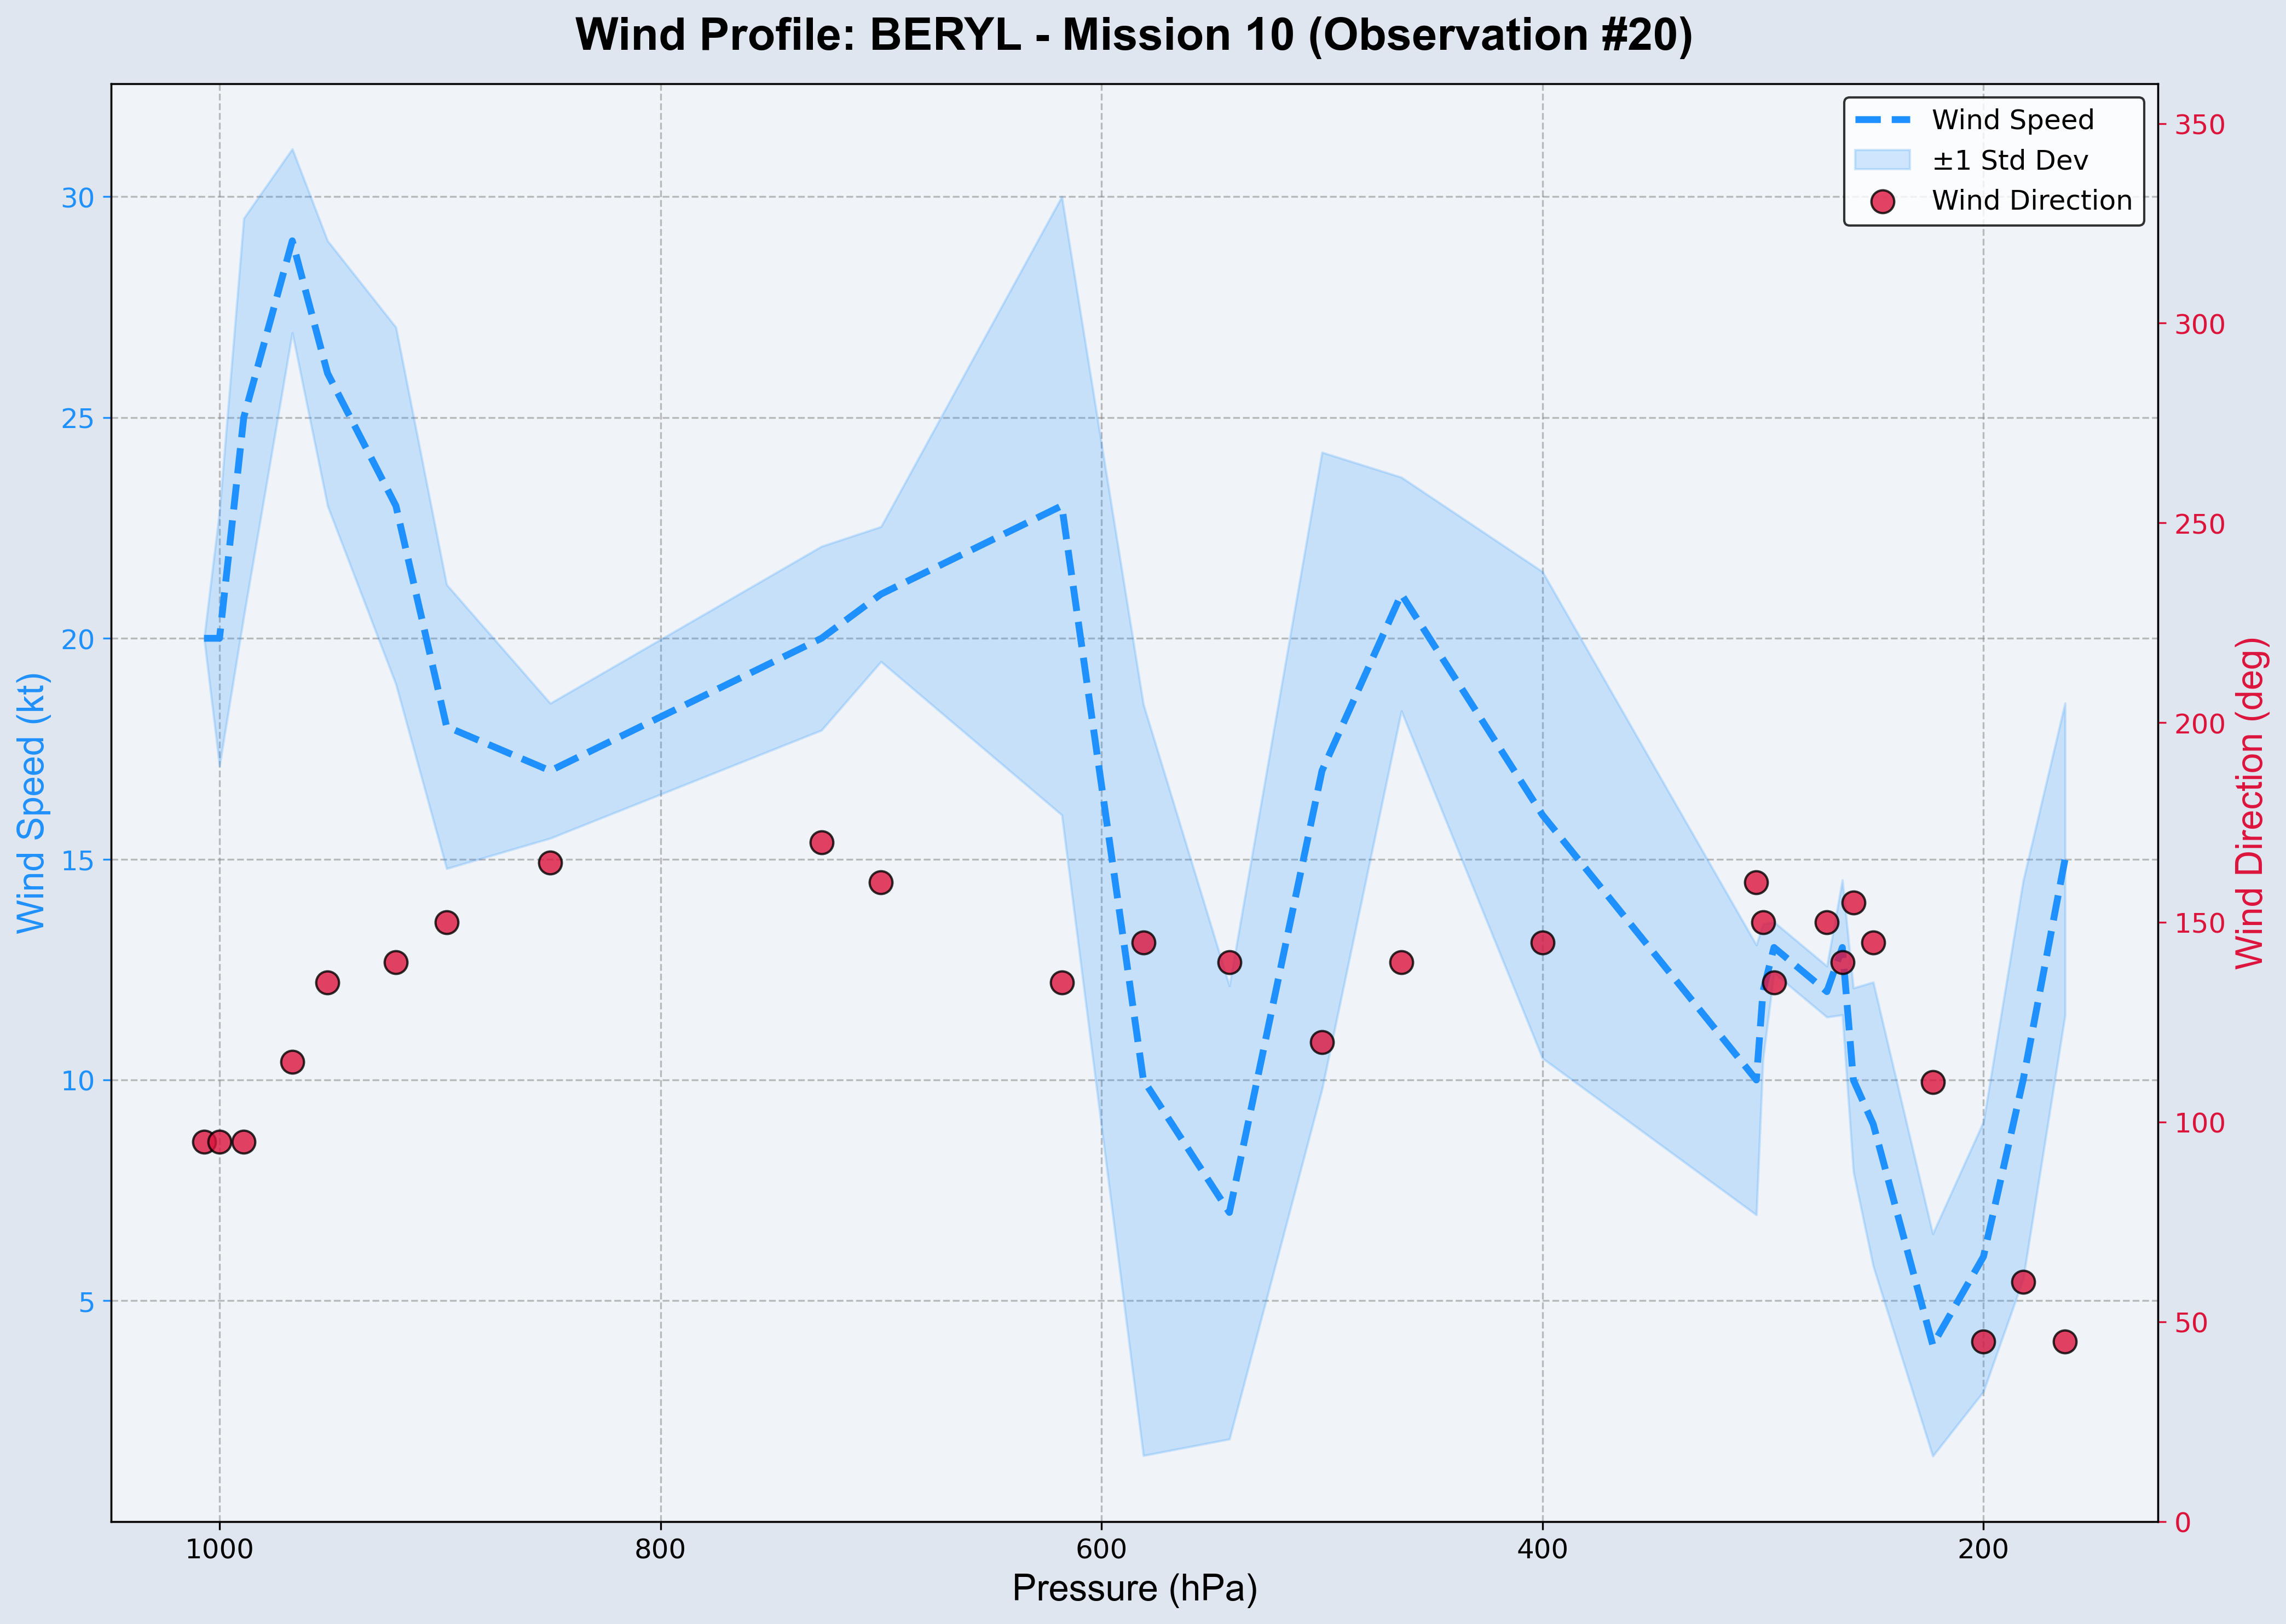 Wind Profile: BERYL - Mission 10 (Observation #20)
Wind Speed
±1 Std Dev
Wind Direction
30
25
20
15
10
5
Wind Speed (kt)
350
300
250
200
150
100
50
0
Wind Direction (deg)
1000 800 600 400 200
Pressure (hPa)